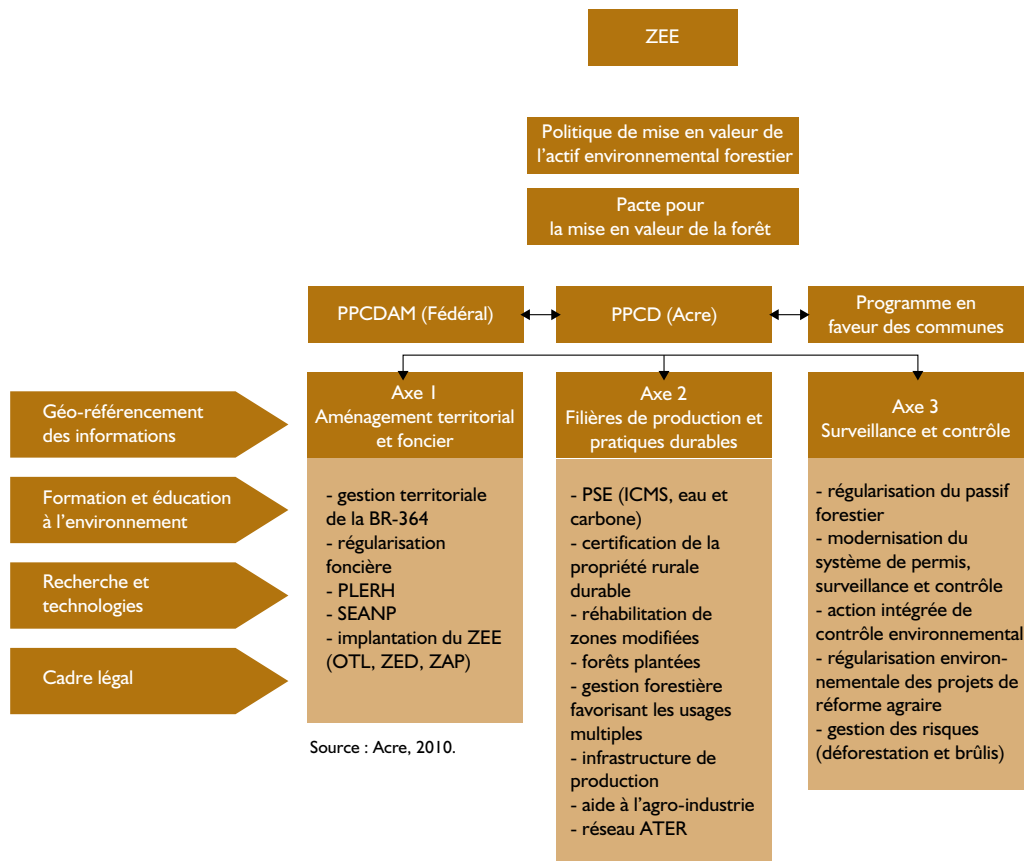 ZEE
Politique de mise en valeur de
l'actif environnemental forestier
Pacte pour
la mise en valeur de la forêt
PPCDAM (Fédéral)
PPCD (Acre)
Programme en
faveur des communes
Géo-référencement
des informations
Formation et éducation
à l'environnement
Recherche et
technologies
Cadre légal
Axe 1
Aménagement territorial
et foncier
- gestion territoriale
de la BR-364
- régularisation
foncière
- PLERH
- SEANP
- implantation du ZEE
(OTL, ZED, ZAP)
Axe 2
Filières de production et
pratiques durables
- PSE (ICMS, eau et
carbone)
- certification de la
propriété rurale
durable
- réhabilitation de
zones modifiées
- forêts plantées
- gestion forestière
favorisant les usages
multiples
- infrastructure de
production
- aide à l'agro-industrie
- réseau ATER
Axe 3
Surveillance et contrôle
- régularisation du passif
forestier
- modernisation du
système de permis,
surveillance et contrôle
- action intégrée de
contrôle environnemental
- régularisation environ-
nementale des projets de
réforme agraire
- gestion des risques
(déforestation et brûlis)
Source : Acre, 2010.